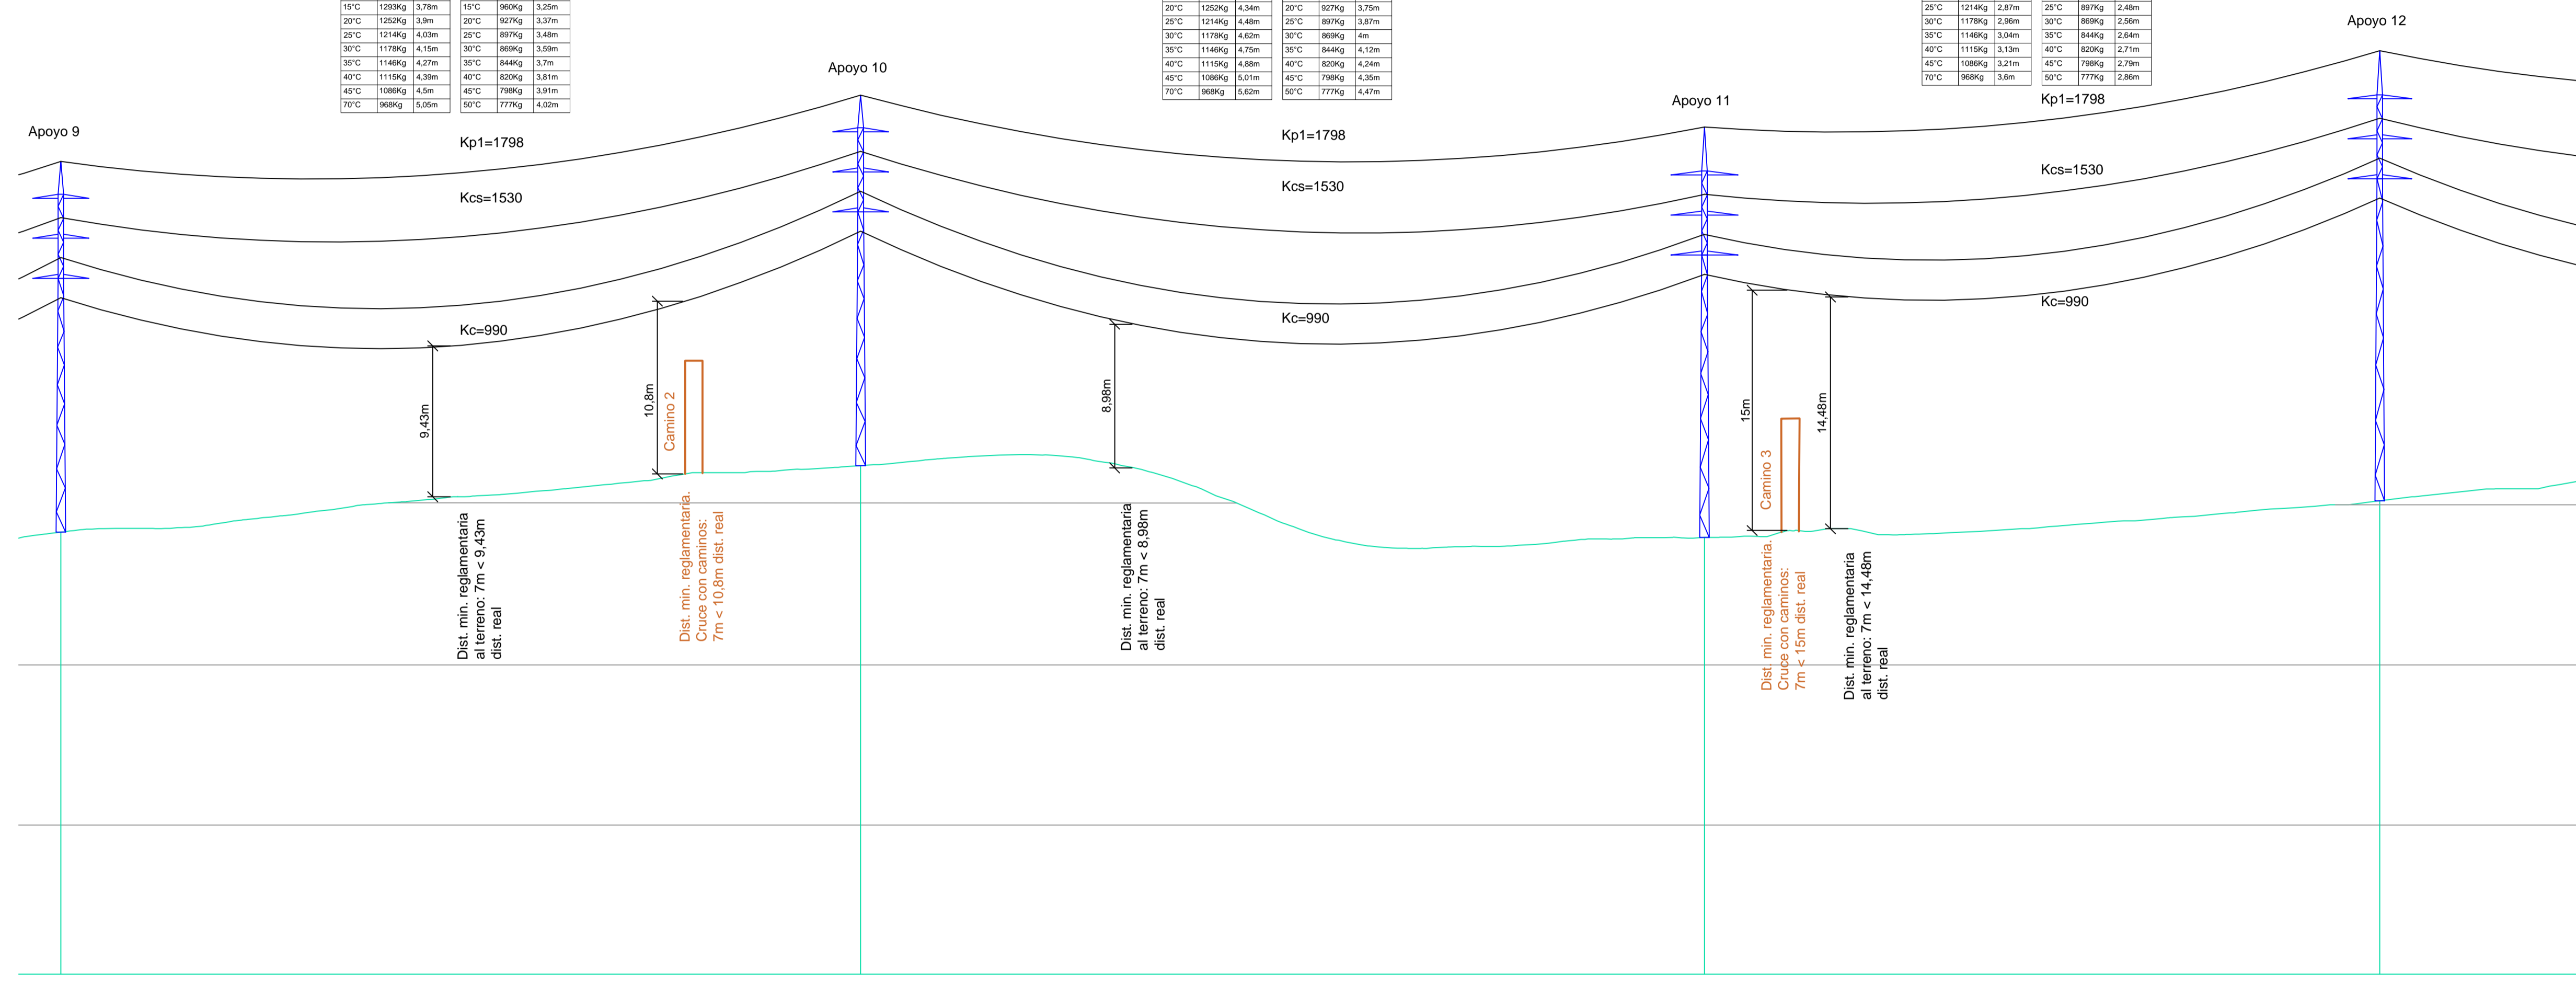 15°C 1293Kg 3,78m 15°C 960Kg 3,25m
20°C 1252Kg 3,9m 20°C 927Kg 3,37m
25°C 1214Kg 4,03m 25°C 897Kg 3,48m
30°C 1178Kg 4,15m 30°C 869Kg 3,59m
35°C 1146Kg 4,27m 35°C 844Kg 3,7m
40°C 1115Kg 4,39m 40°C 820Kg 3,81m
45°C 1086Kg 4,5m 45°C 798Kg 3,91m
70°C 968Kg 5,05m 50°C 777Kg 4,02m
20°C 1252Kg 4,34m 20°C 927Kg 3,75m
25°C 1214Kg 4,48m 25°C 897Kg 3,87m
30°C 1178Kg 4,62m 30°C 869Kg 4m
35°C 1146Kg 4,75m 35°C 844Kg 4,12m
40°C 1115Kg 4,88m 40°C 820Kg 4,24m
45°C 1086Kg 5,01m 45°C 798Kg 4,35m
70°C 968Kg 5,62m 50°C 777Kg 4,47m
25°C 1214Kg 2,87m 25°C 897Kg 2,48m
30°C 1178Kg 2,96m 30°C 869Kg 2,56m
35°C 1146Kg 3,04m 35°C 844Kg 2,64m
40°C 1115Kg 3,13m 40°C 820Kg 2,71m
45°C 1086Kg 3,21m 45°C 798Kg 2,79m
70°C 968Kg 3,6m 50°C 777Kg 2,86m
Apoyo 9
Apoyo 10
Apoyo 11
Apoyo 12
Kp1=1798
Kcs=1530
Kc=990
Kp1=1798
Kcs=1530
Kc=990
Kp1=1798
Kcs=1530
Kc=990
9,43m
10,8m
Camino 2
8,98m
15m
Camino 3
14,48m
Dist. min. reglamentaria
al terreno: 7m < 9,43m
dist. real
Dist. min. reglamentaria.
Cruce con caminos:
7m < 10,8m dist. real
Dist. min. reglamentaria
al terreno: 7m < 8,98m
dist. real
Dist. min. reglamentaria.
Cruce con caminos:
7m < 15m dist. real
Dist. min. reglamentaria
al terreno: 7m < 14,48m
dist. real